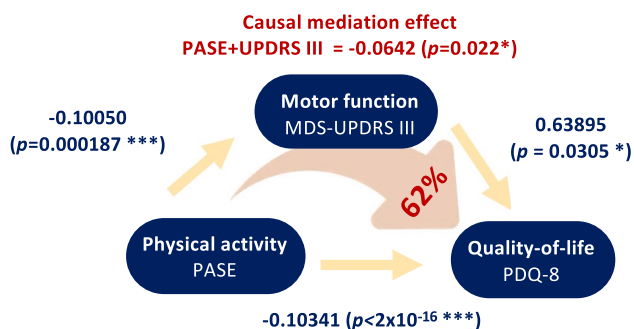 Causal mediation effect
PASE+UPDRS III = -0.0642 (p=0.022*)
-0.10050
(p=0.000187 ***)
Motor function
MDS-UPDRS III
0.63895
(p = 0.0305 *)
62%
Physical activity
PASE
Quality-of-life
PDQ-8
-0.10341 (p<2x10⁻¹⁶ ***)